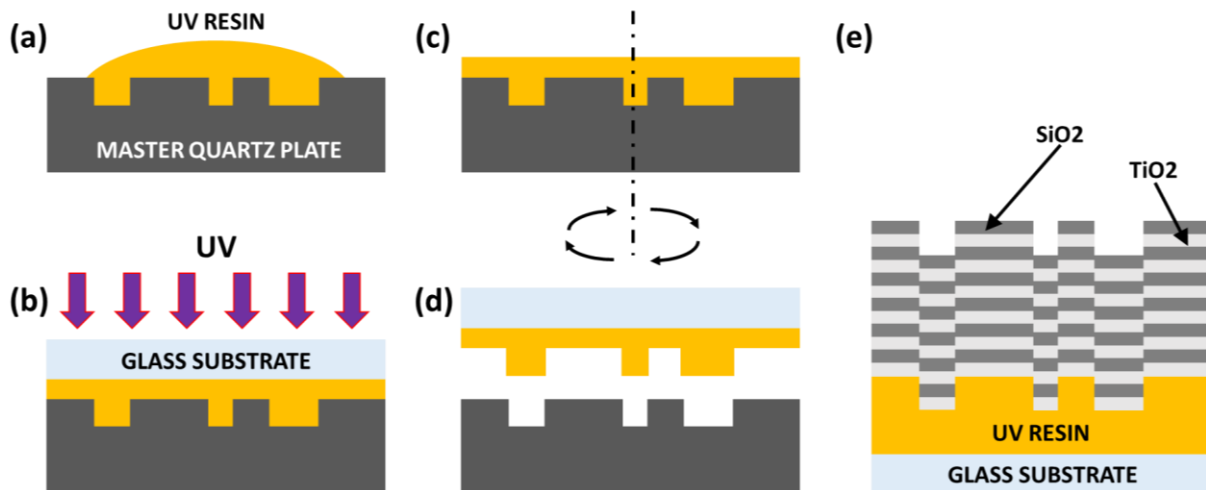 (a)
UV RESIN
MASTER QUARTZ PLATE
UV
(b)
GLASS SUBSTRATE
(c)
(d)
(e)
SiO2
TiO2
UV RESIN
GLASS SUBSTRATE